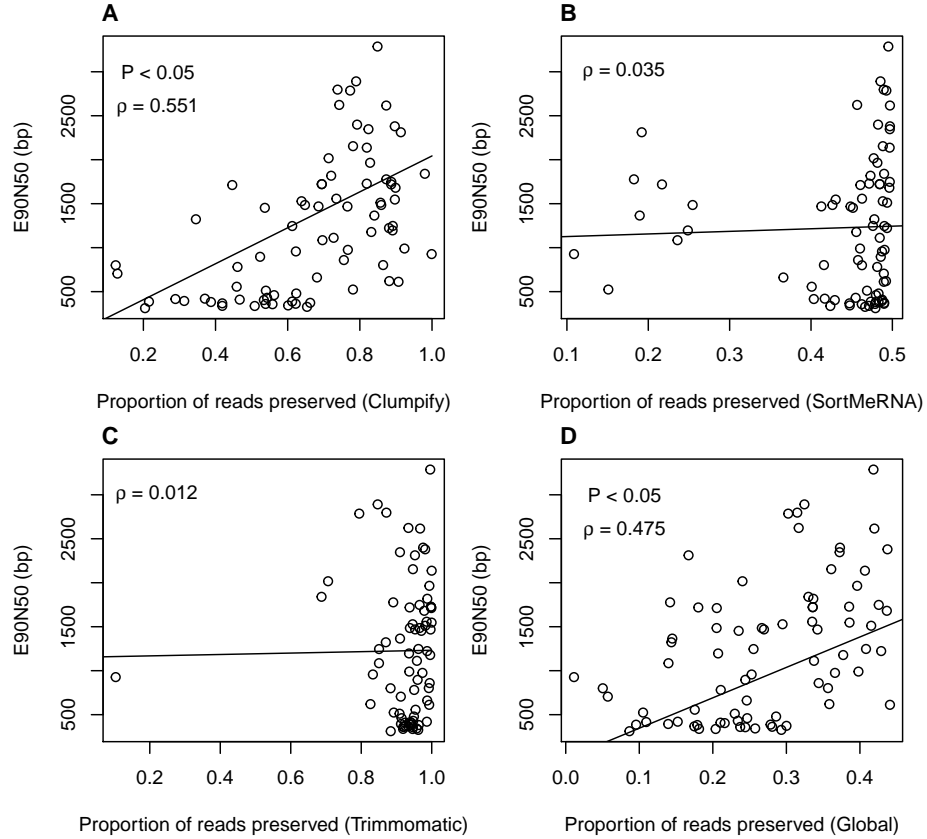 A
P < 0.05
ρ = 0.551
E90N50 (bp)
500 1500 2500
0.2 0.4 0.6 0.8 1.0
Proportion of reads preserved (Clumpify)
B
ρ = 0.035
E90N50 (bp)
500 1500 2500
0.1 0.2 0.3 0.4 0.5
Proportion of reads preserved (SortMeRNA)
C
ρ = 0.012
E90N50 (bp)
500 1500 2500
0.2 0.4 0.6 0.8 1.0
Proportion of reads preserved (Trimmomatic)
D
P < 0.05
ρ = 0.475
E90N50 (bp)
500 1500 2500
0.0 0.1 0.2 0.3 0.4
Proportion of reads preserved (Global)